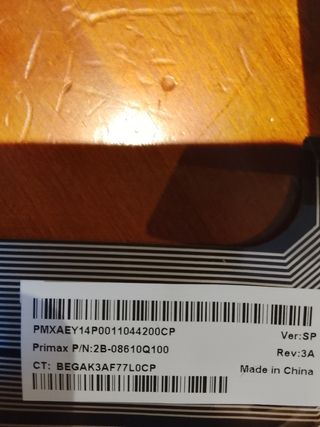 PMXAEY14P0011044200CP
Ver:SP
Primax P/N:2B-08610Q100
Rev:3A
CT: BEGAK3AF77L0CP
Made in China